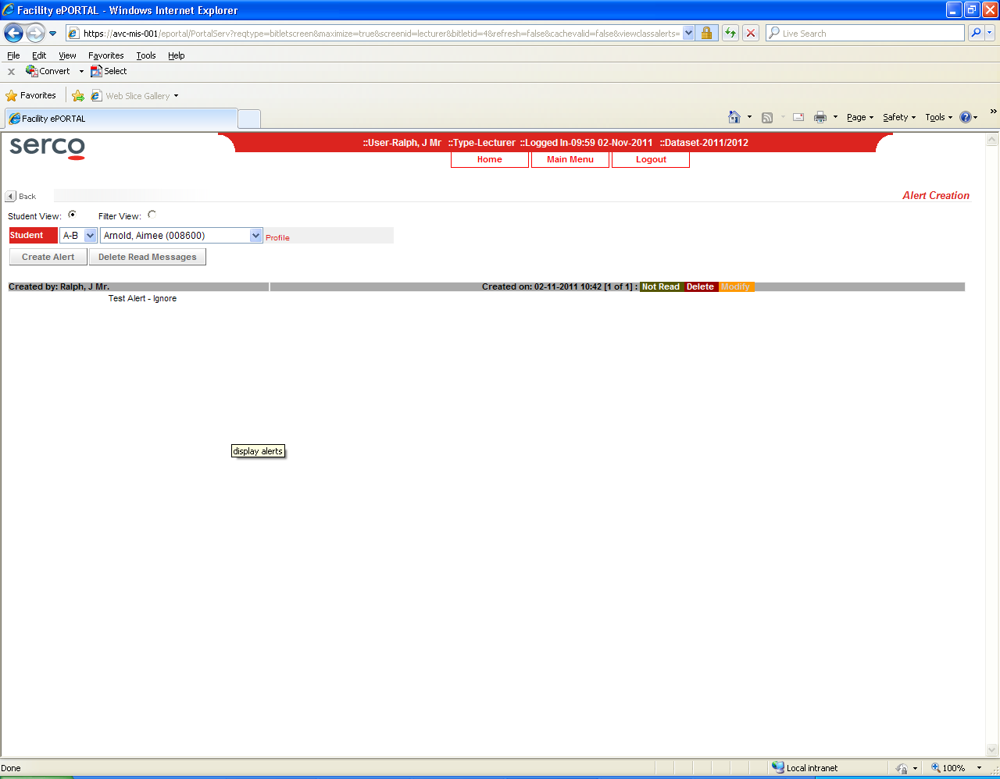 Facility ePORTAL - Windows Internet Explorer
https://avc-mis-001/eportal/PortalServ?reqtype=bitletscreen&maximize=true&screenid=lecturer&bitletid=4&refresh=false&cachevalid=false&viewclassalerts=
Live Search
File Edit View Favorites Tools Help
x Convert Select
Favorites Web Slice Gallery
Facility ePORTAL
Page Safety Tools
serco
::User-Ralph, J Mr ::Type-Lecturer ::Logged In-09:59 02-Nov-2011 ::Dataset-2011/2012
Home Main Menu Logout
Back
Alert Creation
Student View: Filter View:
Student A-B Arnold, Aimee (008600) Profile
Create Alert Delete Read Messages
Created by: Ralph, J Mr. Created on: 02-11-2011 10:42 [1 of 1] : Not Read Delete Modify
Test Alert - Ignore
display alerts
Done Local intranet 100%